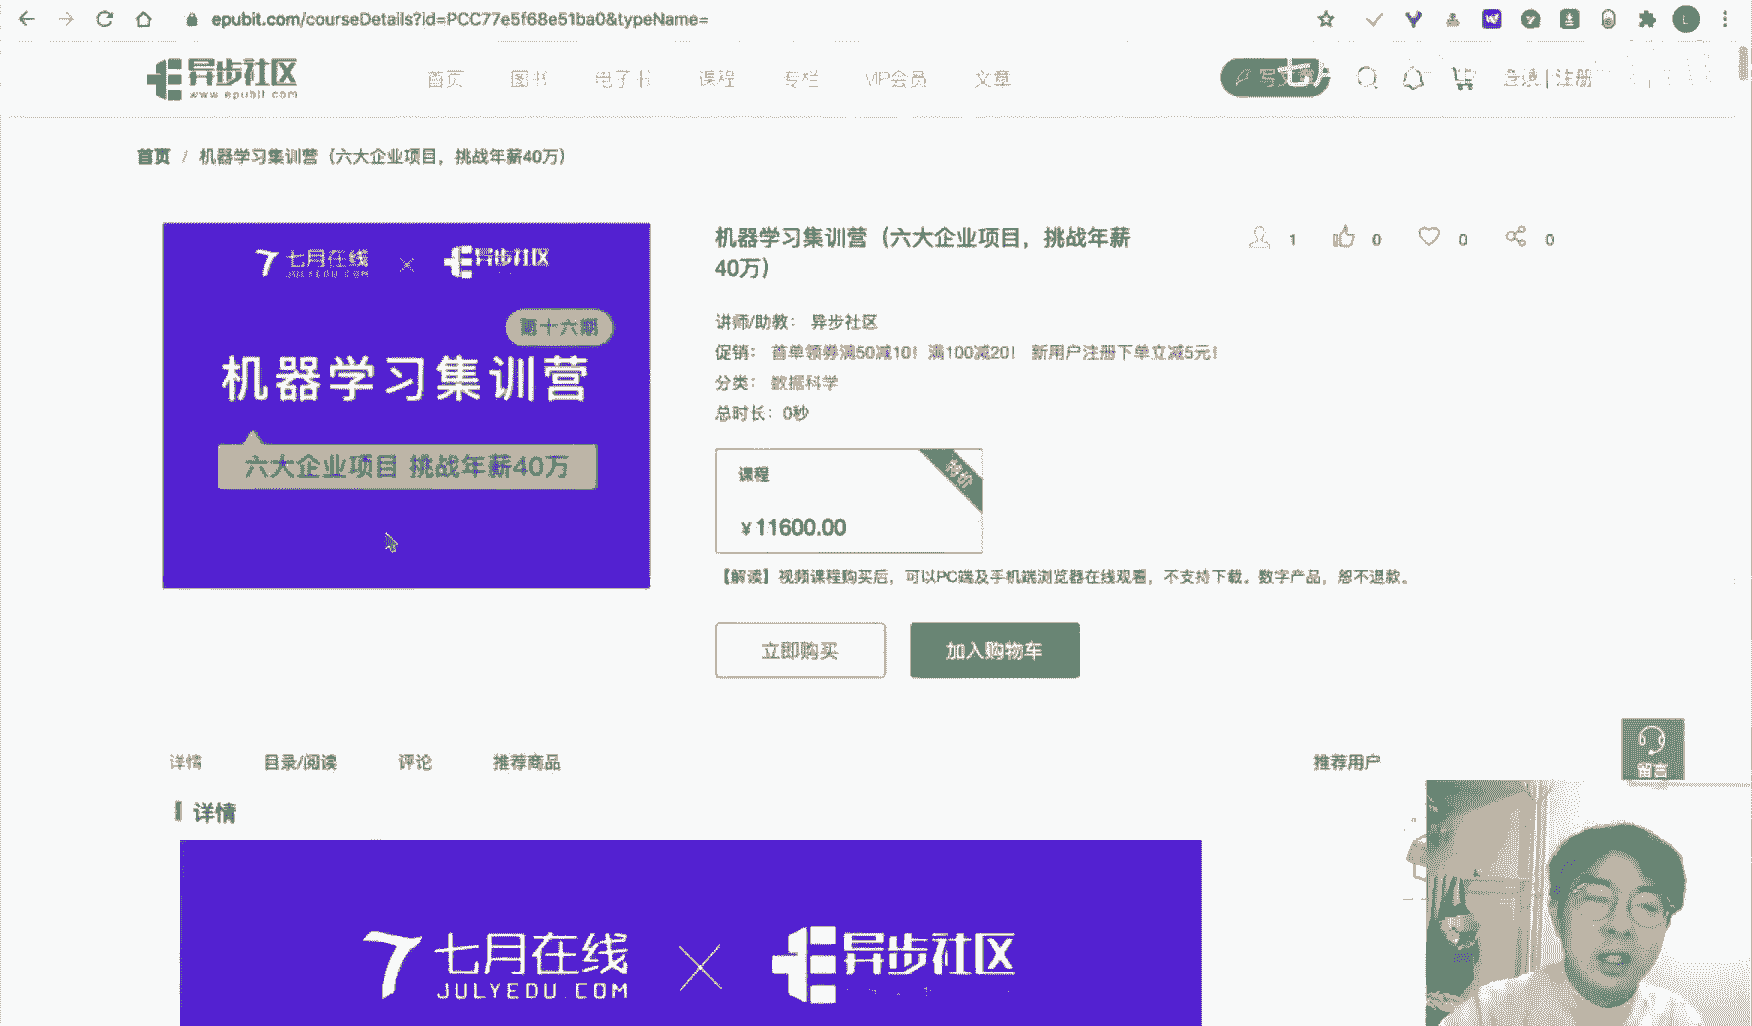 epubit.com/courseDetails?id=PCC77e5f68e51ba0&typeName=
L
异步社区
www.epubit.com
首页 图书 电子书 课程 专栏 VIP会员 文章
写文章
登录 | 注册
首页 / 机器学习集训营（六大企业项目，挑战年薪40万）
七月在线
JULYEDU.COM
×
异步社区
第十六期
机器学习集训营
六大企业项目 挑战年薪40万
机器学习集训营（六大企业项目，挑战年薪
40万）
1 0 0 0
讲师/助教： 异步社区
促销： 首单领券满50减10！满100减20！ 新用户注册下单立减5元！
分类： 数据科学
总时长：0秒
课程
特价
￥11600.00
【解读】视频课程购买后，可以PC端及手机端浏览器在线观看，不支持下载。数字产品，恕不退款。
立即购买 加入购物车
留言
详情 目录/阅读 评论 推荐商品
推荐用户
详情
七月在线
JULYEDU.COM
×
异步社区